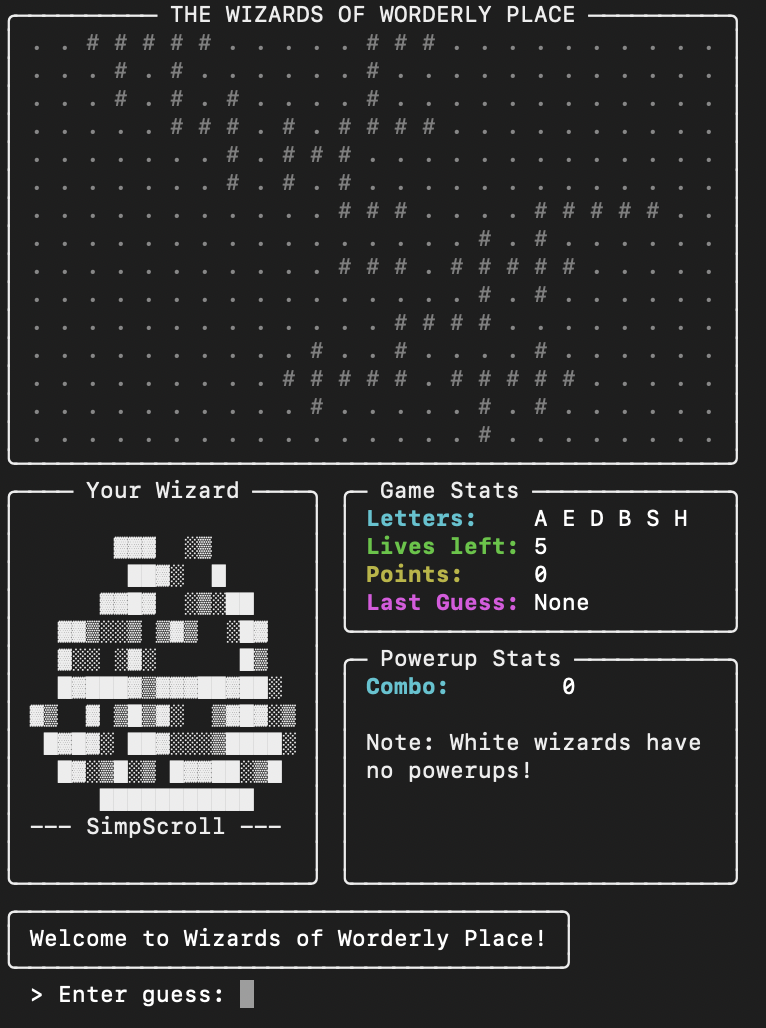 THE WIZARDS OF WORDERLY PLACE
. . # # # # # . . . . . # # # . . . . . . . . . .
. . . # . # . . . . . . # . . . . . . . . . . . .
. . . # . # . # . . . . # . . . . . . . . . . . .
. . . . . # # # . # . # # # # . . . . . . . . . .
. . . . . . . # . # # # . . . . . . . . . . . . .
. . . . . . . # . # . # . . . . . . . . . . . . .
. . . . . . . . . . . # # # . . . . # # # # # . .
. . . . . . . . . . . . . . . . # . # . . . . . .
. . . . . . . . . . . # # # . # # # # # . . . . .
. . . . . . . . . . . . . . . . # . # . . . . . .
. . . . . . . . . . . . . # # # # . . . . . . . .
. . . . . . . . . . # . . # . . . . # . . . . . .
. . . . . . . . . # # # # # . # # # # # . . . . .
. . . . . . . . . . # . . . . . # . # . . . . . .
. . . . . . . . . . . . . . . . # . . . . . . . .
Your Wizard
--- SimpScroll ---
Game Stats
Letters: A E D B S H
Lives left: 5
Points: 0
Last Guess: None
Powerup Stats
Combo: 0
Note: White wizards have
no powerups!
Welcome to Wizards of Worderly Place!
> Enter guess: